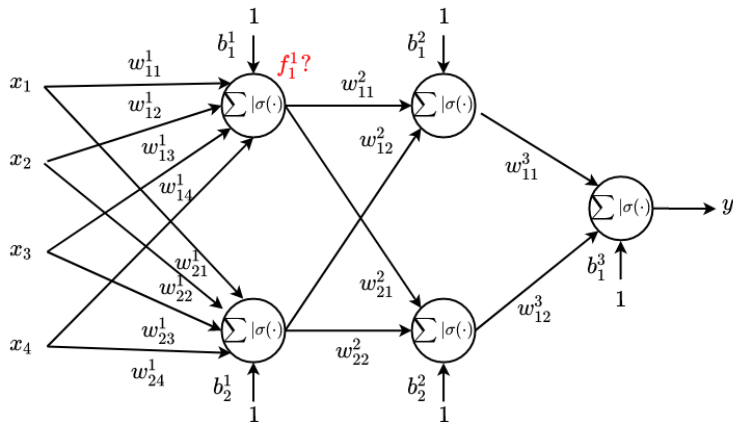 1 1
b_1^1 f_1^1? b_1^2
x_1 w_{11}^1 ∑ |σ(·) w_{11}^2 ∑ |σ(·)
w_{12}^1 w_{12}^2
x_2 w_{13}^1 w_{11}^3
w_{14}^1 ∑ |σ(·) y
x_3 w_{21}^1 w_{21}^2 b_1^3
w_{22}^1 1
x_4 w_{23}^1 ∑ |σ(·) w_{22}^2 ∑ |σ(·) w_{12}^3
w_{24}^1
b_2^1 b_2^2
1 1